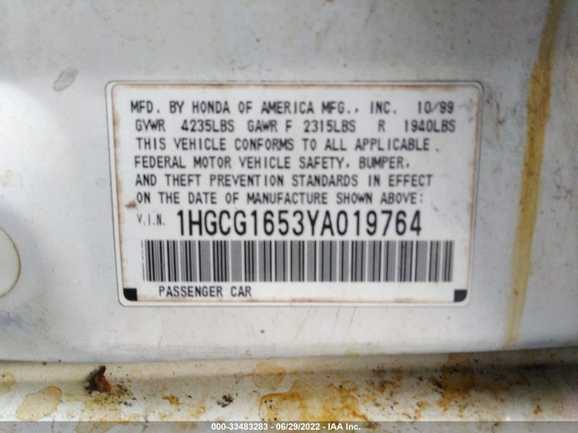 MFD. BY HONDA OF AMERICA MFG., INC. 10/99
GVWR 4235LBS GAWR F 2315LBS R 1940LBS
THIS VEHICLE CONFORMS TO ALL APPLICABLE
FEDERAL MOTOR VEHICLE SAFETY, BUMPER,
AND THEFT PREVENTION STANDARDS IN EFFECT
ON THE DATE OF MANUFACTURE SHOWN ABOVE:
V.I.N. 1HGCG1653YA019764
PASSENGER CAR
000-33483283 - 06/29/2022 - IAA Inc.